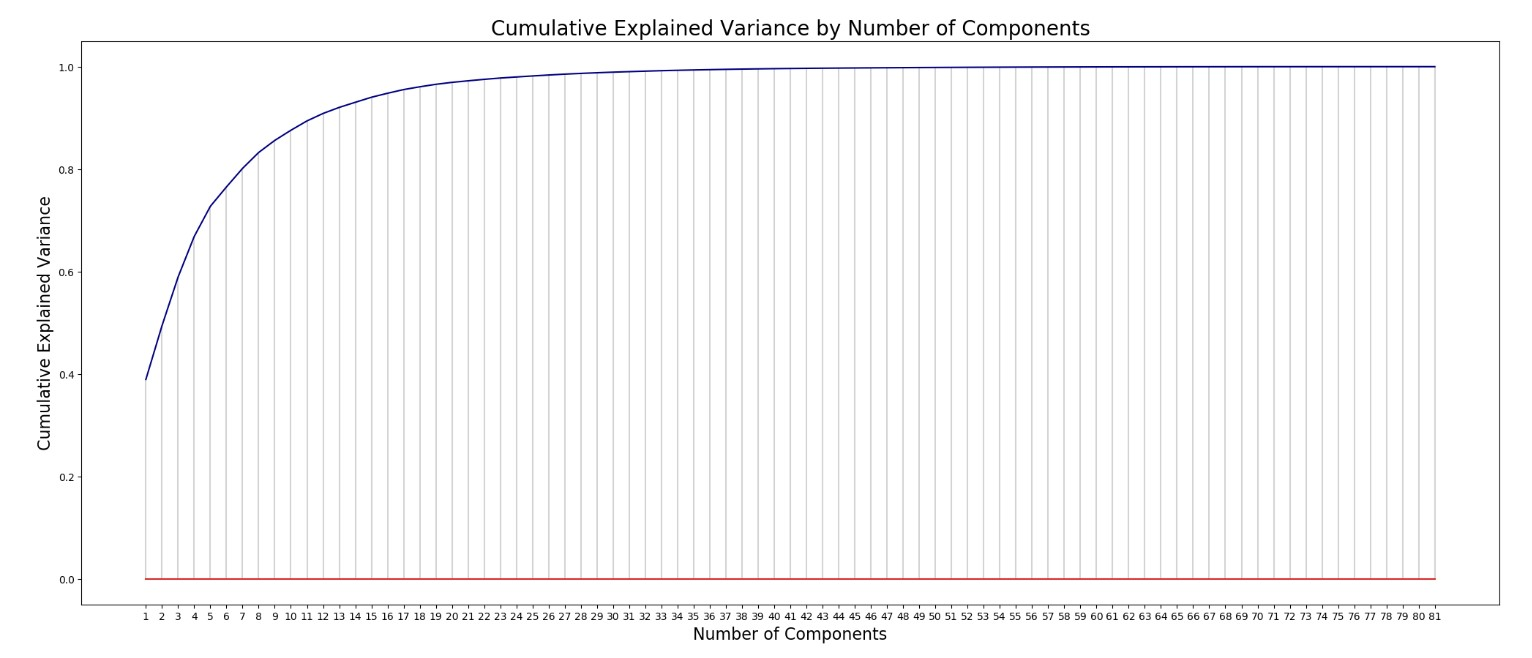 Cumulative Explained Variance by Number of Components
Cumulative Explained Variance
1.0
0.8
0.6
0.4
0.2
0.0
1 2 3 4 5 6 7 8 9 10 11 12 13 14 15 16 17 18 19 20 21 22 23 24 25 26 27 28 29 30 31 32 33 34 35 36 37 38 39 40 41 42 43 44 45 46 47 48 49 50 51 52 53 54 55 56 57 58 59 60 61 62 63 64 65 66 67 68 69 70 71 72 73 74 75 76 77 78 79 80 81
Number of Components